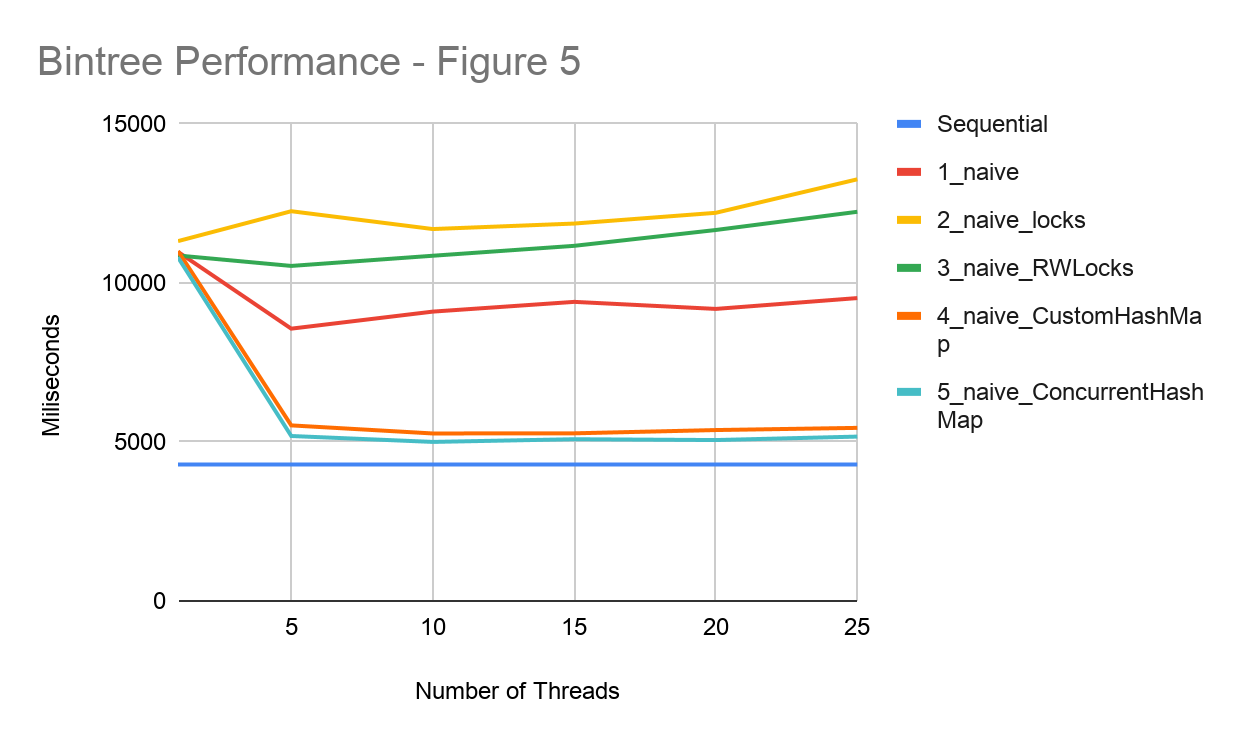 Bintree Performance - Figure 5
15000
10000
5000
0
Miliseconds
5
10
15
20
25
Number of Threads
Sequential
1_naive
2_naive_locks
3_naive_RWLocks
4_naive_CustomHashMa
p
5_naive_ConcurrentHash
Map